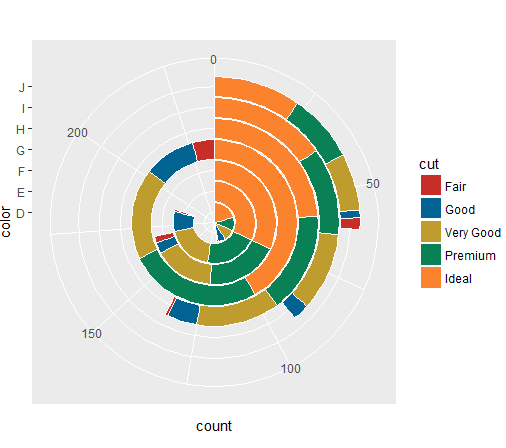 0
50
100
150
200
J
I
H
G
F
E
D
color
count
cut
Fair
Good
Very Good
Premium
Ideal